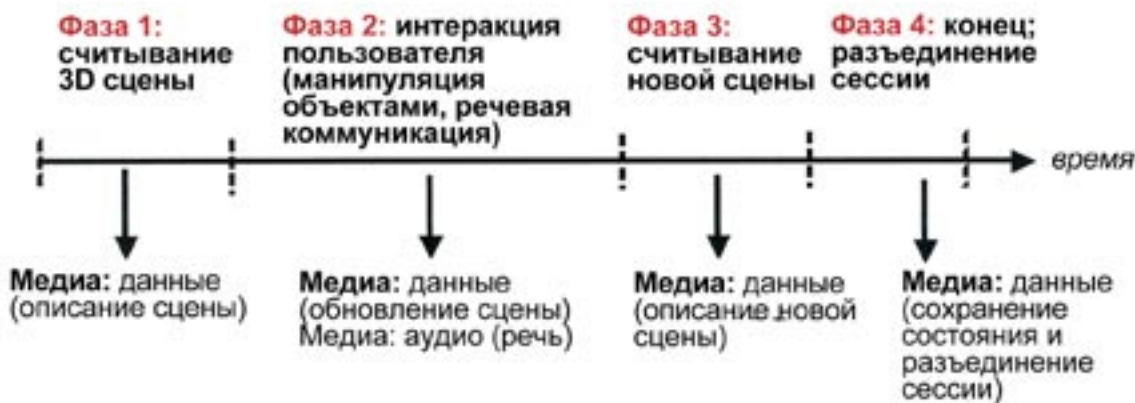 Фаза 1:
считывание
3D сцены
Фаза 2: интеракция
пользователя
(манипуляция
объектами, речевая
коммуникация)
Фаза 3:
считывание
новой сцены
Фаза 4: конец;
разъединение
сессии
время
Медиа: данные
(описание сцены)
Медиа: данные
(обновление сцены)
Медиа: аудио (речь)
Медиа: данные
(описание новой
сцены)
Медиа: данные
(сохранение
состояния и
разъединение
сессии)